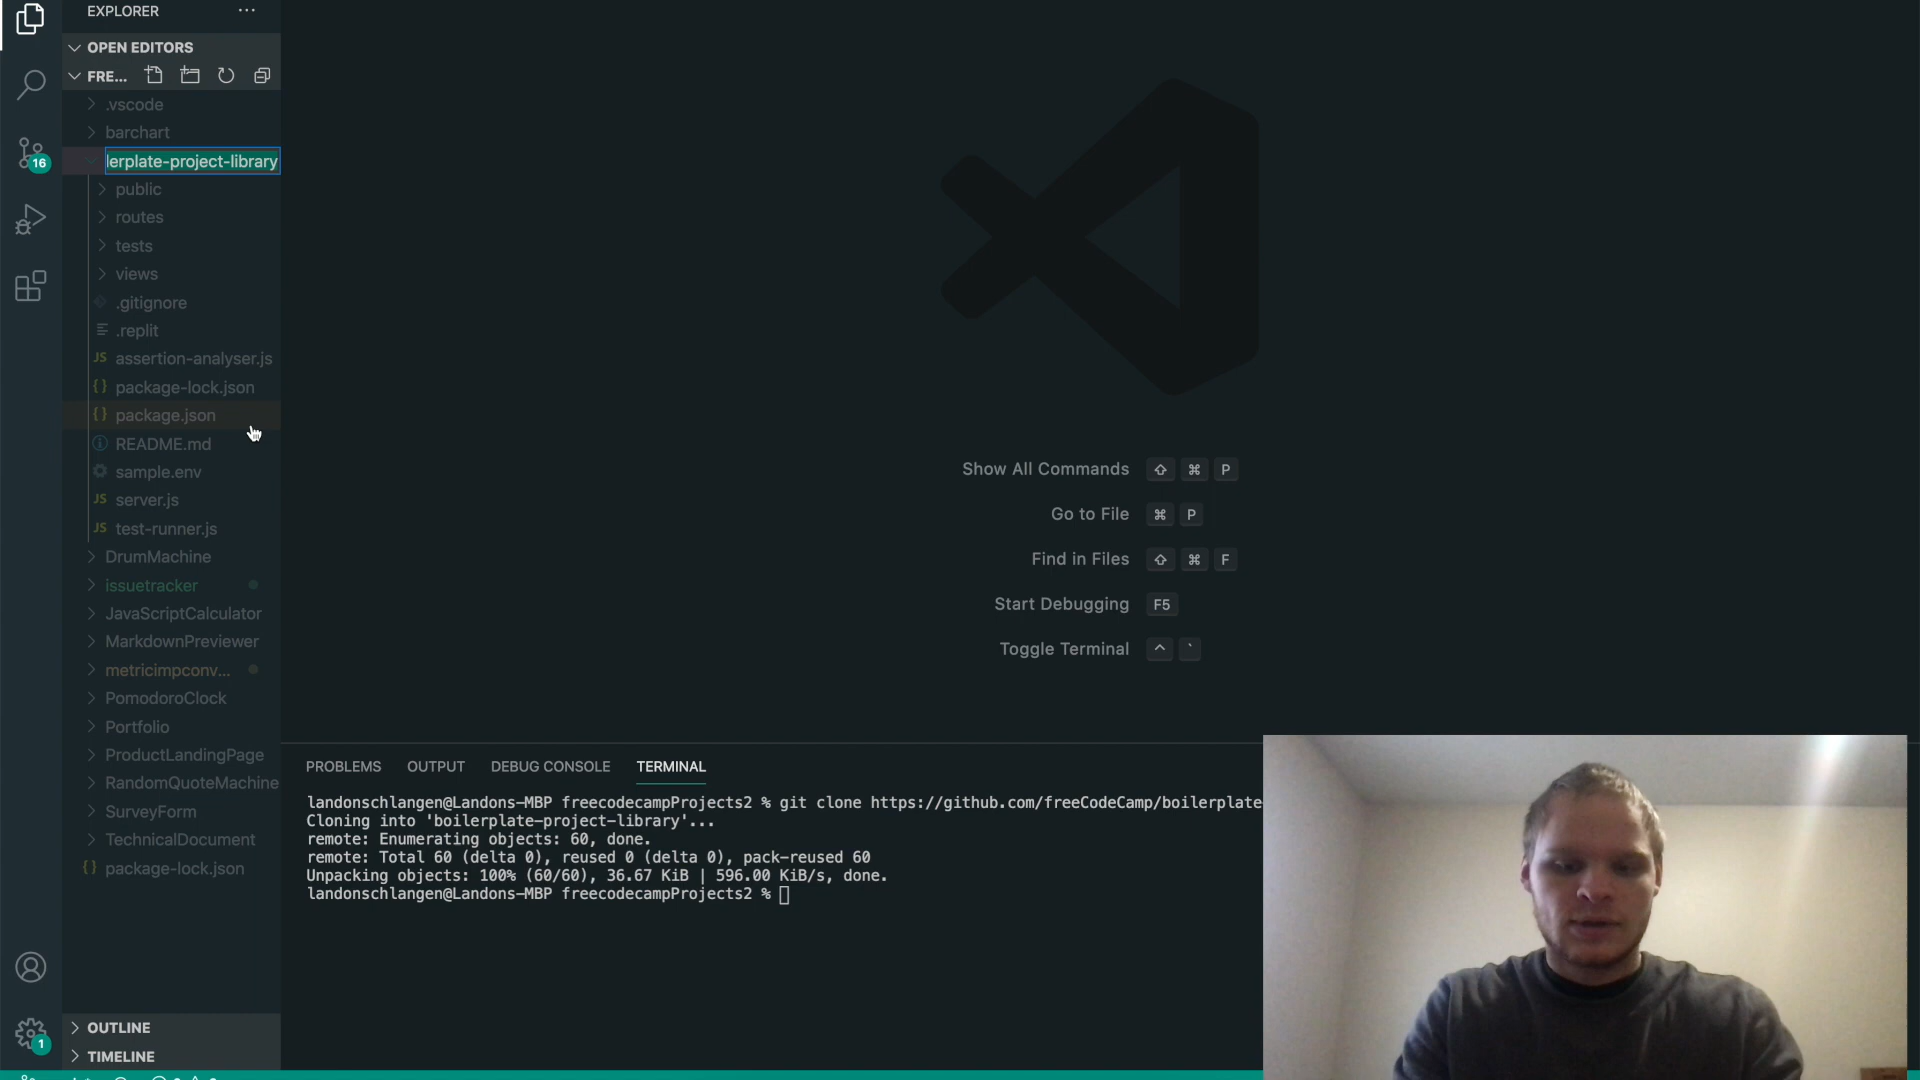 EXPLORER
OPEN EDITORS
FRE...
.vscode
barchart
lerplate-project-library
public
routes
tests
views
.gitignore
.replit
JS assertion-analyser.js
{} package-lock.json
{} package.json
README.md
sample.env
JS server.js
JS test-runner.js
DrumMachine
issuetracker
JavaScriptCalculator
MarkdownPreviewer
metricimpconv...
PomodoroClock
Portfolio
ProductLandingPage
RandomQuoteMachine
SurveyForm
TechnicalDocument
{} package-lock.json
OUTLINE
TIMELINE
16
1
Show All Commands ⇧ ⌘ P
Go to File ⌘ P
Find in Files ⇧ ⌘ F
Start Debugging F5
Toggle Terminal ^ `
PROBLEMS OUTPUT DEBUG CONSOLE TERMINAL
landonschlangen@Landons-MBP freecodecampProjects2 % git clone https://github.com/freeCodeCamp/boilerplate-
Cloning into 'boilerplate-project-library'...
remote: Enumerating objects: 60, done.
remote: Total 60 (delta 0), reused 0 (delta 0), pack-reused 60
Unpacking objects: 100% (60/60), 36.67 KiB | 596.00 KiB/s, done.
landonschlangen@Landons-MBP freecodecampProjects2 %